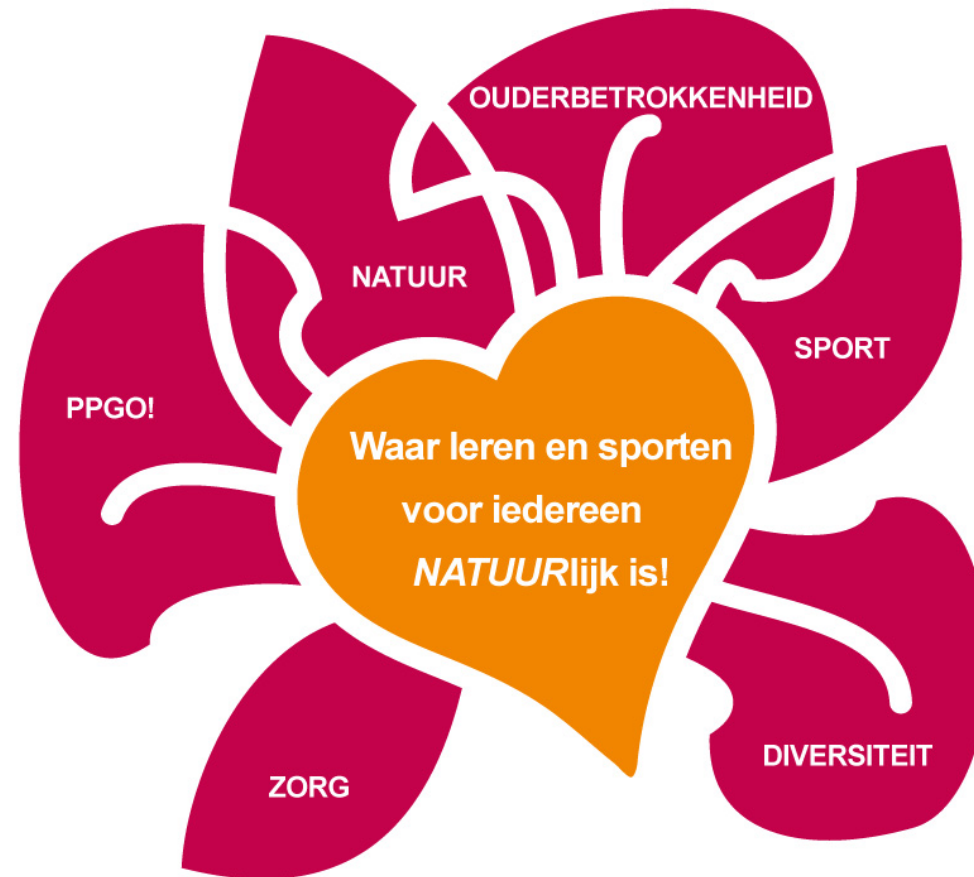 OUDERBETROKKENHEID
NATUUR
SPORT
PPGO!
Waar leren en sporten
voor iedereen
NATUURlijk is!
DIVERSITEIT
ZORG